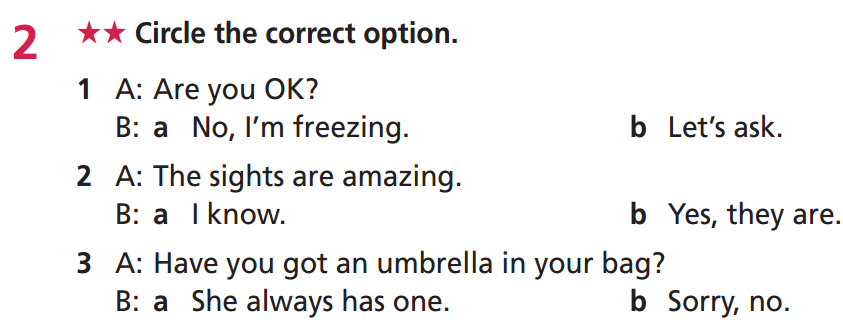 2 ★★ Circle the correct option.
1 A: Are you OK?
B: a No, I'm freezing. b Let's ask.
2 A: The sights are amazing.
B: a I know. b Yes, they are.
3 A: Have you got an umbrella in your bag?
B: a She always has one. b Sorry, no.